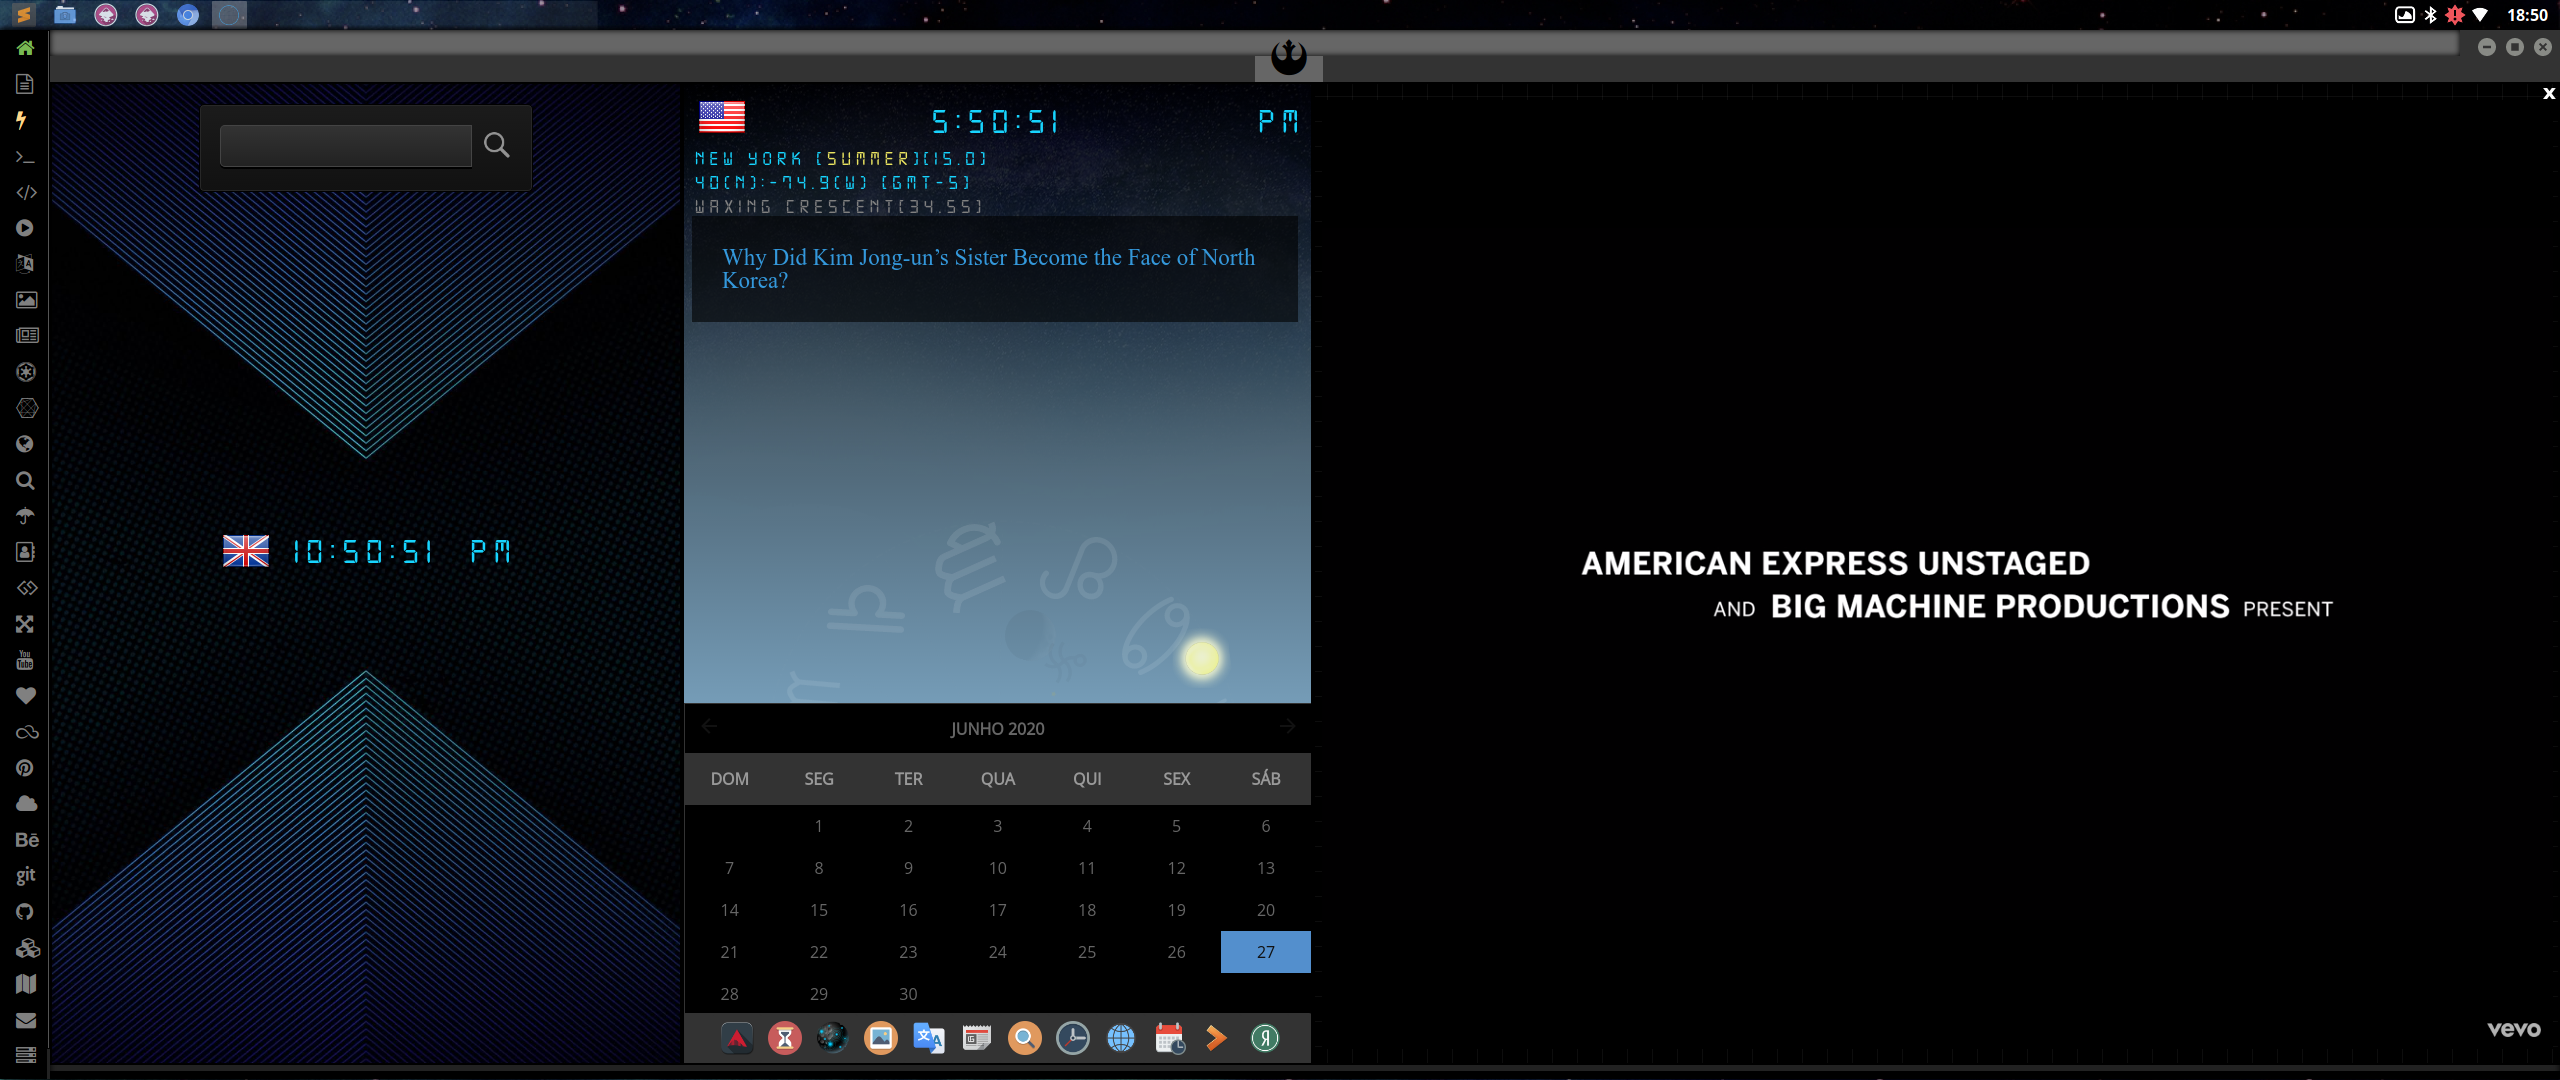 18:50
x
5:50:51 PM
NEW YORK [SUMMER][15.0]
40(N):-74.9(W) [GMT-5]
WAXING CRESCENT[34.55]
Why Did Kim Jong-un’s Sister Become the Face of North
Korea?
10:50:51 PM
AMERICAN EXPRESS UNSTAGED
AND BIG MACHINE PRODUCTIONS PRESENT
vevo
You
Tube
Bē
git
JUNHO 2020
DOM SEG TER QUA QUI SEX SÁB
1 2 3 4 5 6
7 8 9 10 11 12 13
14 15 16 17 18 19 20
21 22 23 24 25 26 27
28 29 30
Я